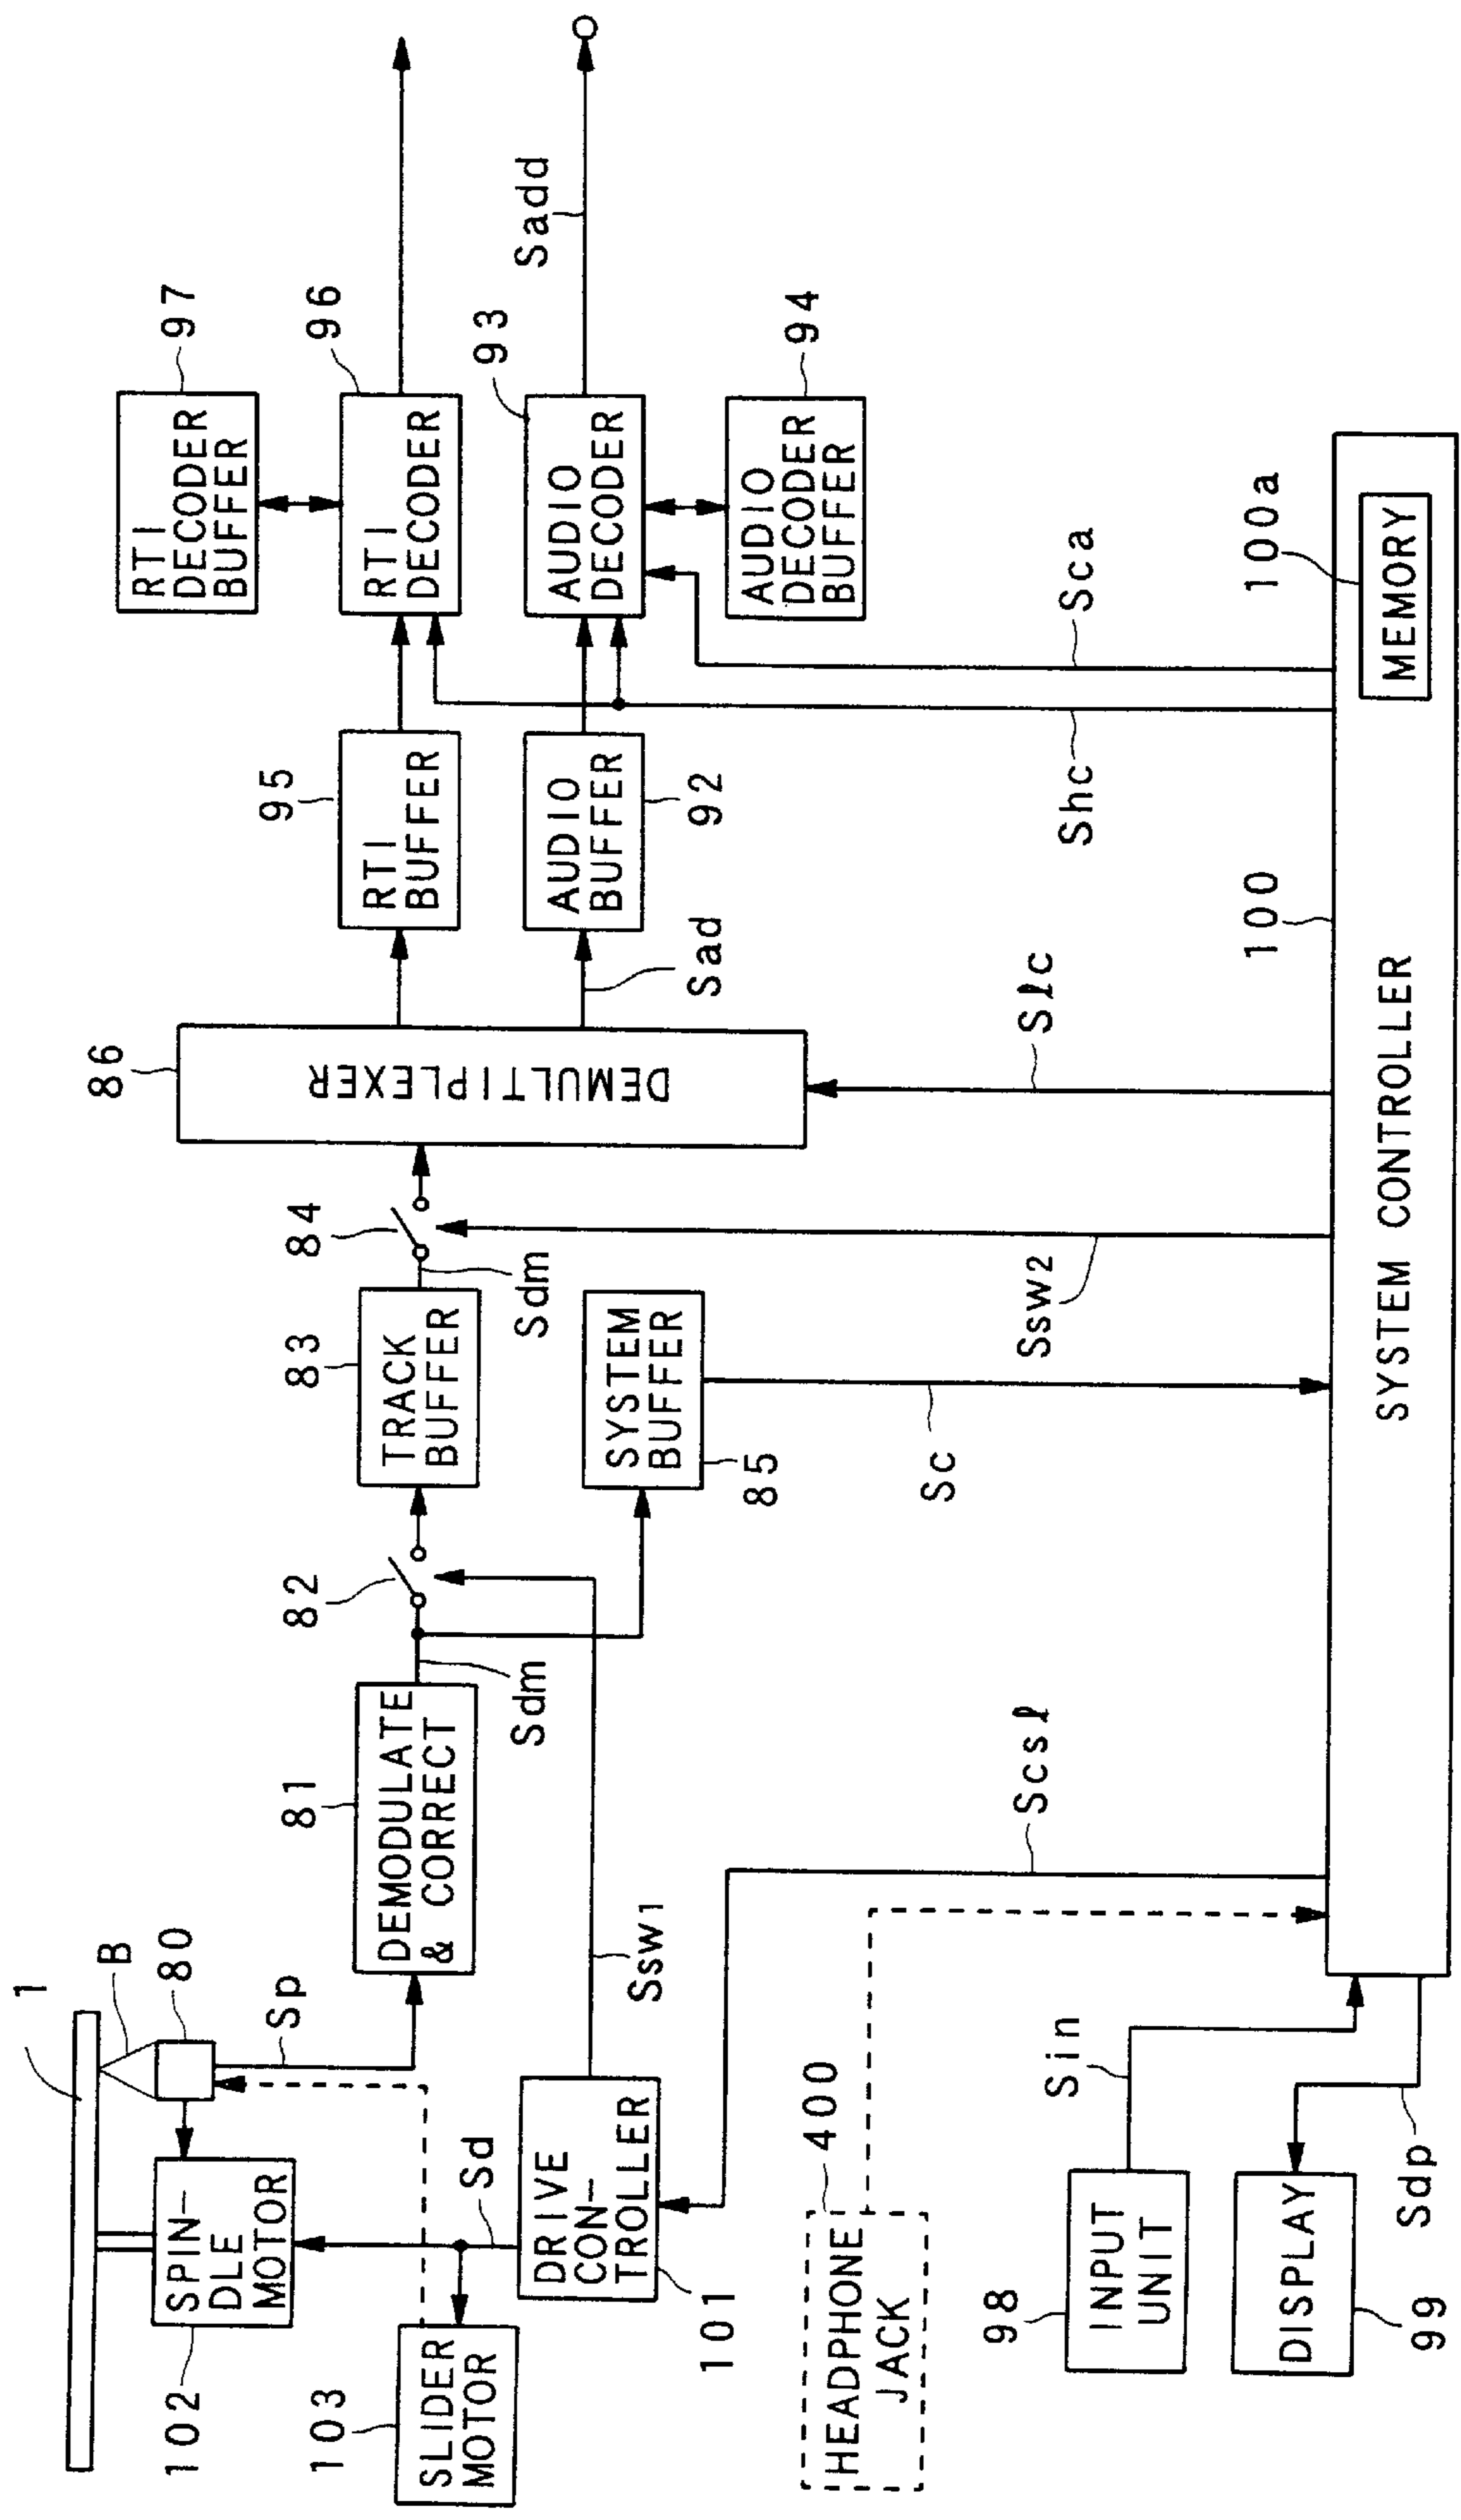 1
B
80
SPIN-
DLE
MOTOR
102
Sp
SLIDER
MOTOR
103
Sd
DRIVE
CON-
TROLLER
101
Ssw1
DEMODULATE
& CORRECT
81
Sdm
82
TRACK
BUFFER
83
Sdm
84
SYSTEM
BUFFER
85
Sc
Ssw2
DEMULTIPLEXER
86
Slc
Sad
RTI
BUFFER
95
AUDIO
BUFFER
92
RTI
DECODER
BUFFER
97
RTI
DECODER
96
AUDIO
DECODER
93
AUDIO
DECODER
BUFFER
94
Sadd
Shc
Sca
HEADPHONE
JACK
400
Scsl
INPUT
UNIT
98
Sin
DISPLAY
99
Sdp
SYSTEM CONTROLLER
100
MEMORY
100a